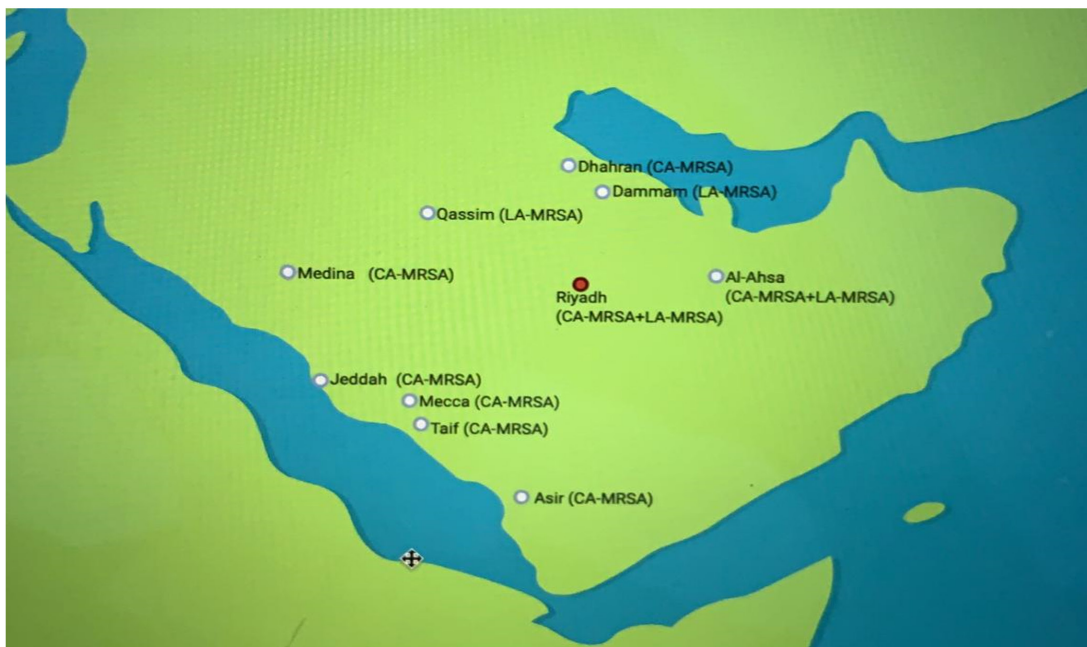 Dhahran (CA-MRSA)
Dammam (LA-MRSA)
Qassim (LA-MRSA)
Medina (CA-MRSA)
Al-Ahsa
(CA-MRSA+LA-MRSA)
Riyadh
(CA-MRSA+LA-MRSA)
Jeddah (CA-MRSA)
Mecca (CA-MRSA)
Taif (CA-MRSA)
Asir (CA-MRSA)